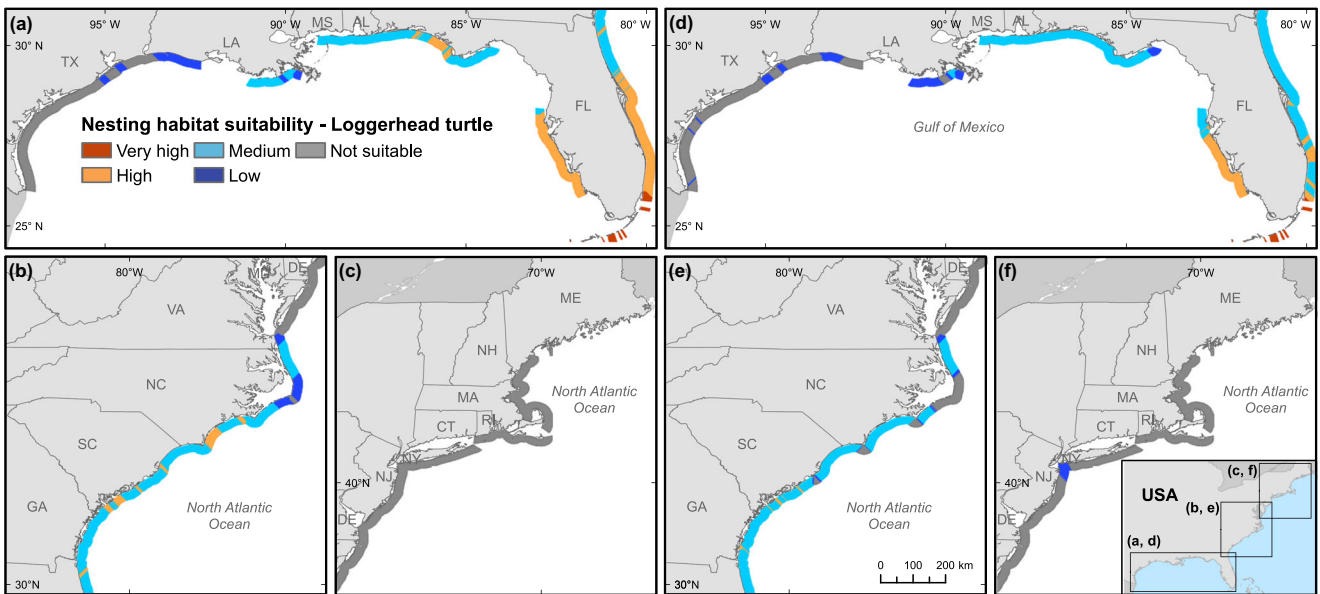 (a)
95° W
90° W
MS
AL
85° W
80° W
30° N
LA
TX
FL
Nesting habitat suitability - Loggerhead turtle
Very high
Medium
Not suitable
High
Low
25° N
(d)
95° W
90° W
MS
AL
85° W
80° W
30° N
LA
TX
FL
Gulf of Mexico
25° N
(b)
80°W
DE
VA
NC
SC
GA
North Atlantic
Ocean
30°N
(c)
70°W
ME
NH
MA
CT
RI
NY
NJ
DE
40°N
North Atlantic
Ocean
(e)
80°W
DE
VA
NC
SC
GA
North Atlantic
Ocean
30°N
0 100 200 km
(f)
70°W
ME
NH
MA
CT
RI
NY
NJ
DE
40°N
North Atlantic
Ocean
(c, f)
USA
(b, e)
(a, d)